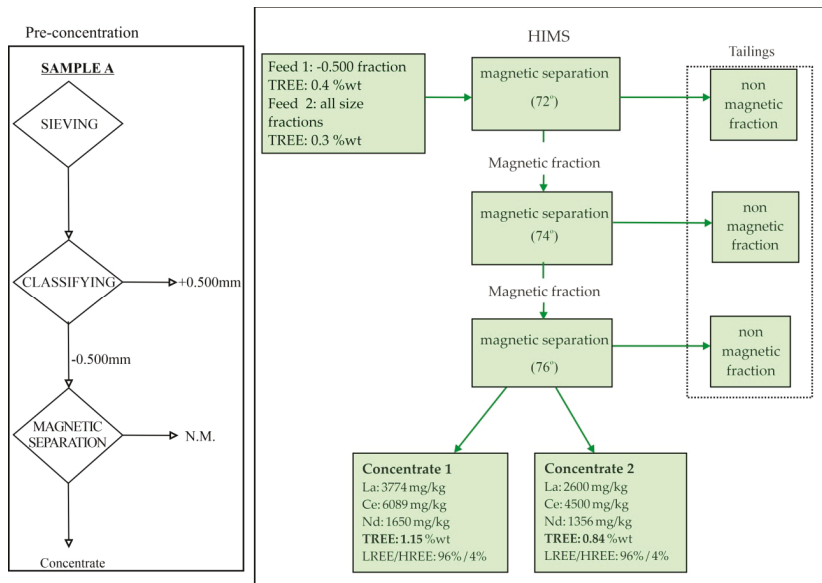 Pre-concentration
SAMPLE A
SIEVING
CLASSIFYING
+0.500mm
-0.500mm
MAGNETIC
SEPARATION
N.M.
Concentrate
HIMS
Tailings
Feed 1: -0.500 fraction
TREE: 0.4 %wt
Feed 2: all size
fractions
TREE: 0.3 %wt
magnetic separation
(72°)
non
magnetic
fraction
Magnetic fraction
magnetic separation
(74°)
non
magnetic
fraction
Magnetic fraction
magnetic separation
(76°)
non
magnetic
fraction
Concentrate 1
La: 3774 mg/kg
Ce: 6089 mg/kg
Nd: 1650 mg/kg
TREE: 1.15 %wt
LREE/HREE: 96% / 4%
Concentrate 2
La: 2600 mg/kg
Ce: 4500 mg/kg
Nd: 1356 mg/kg
TREE: 0.84 %wt
LREE/HREE: 96% / 4%